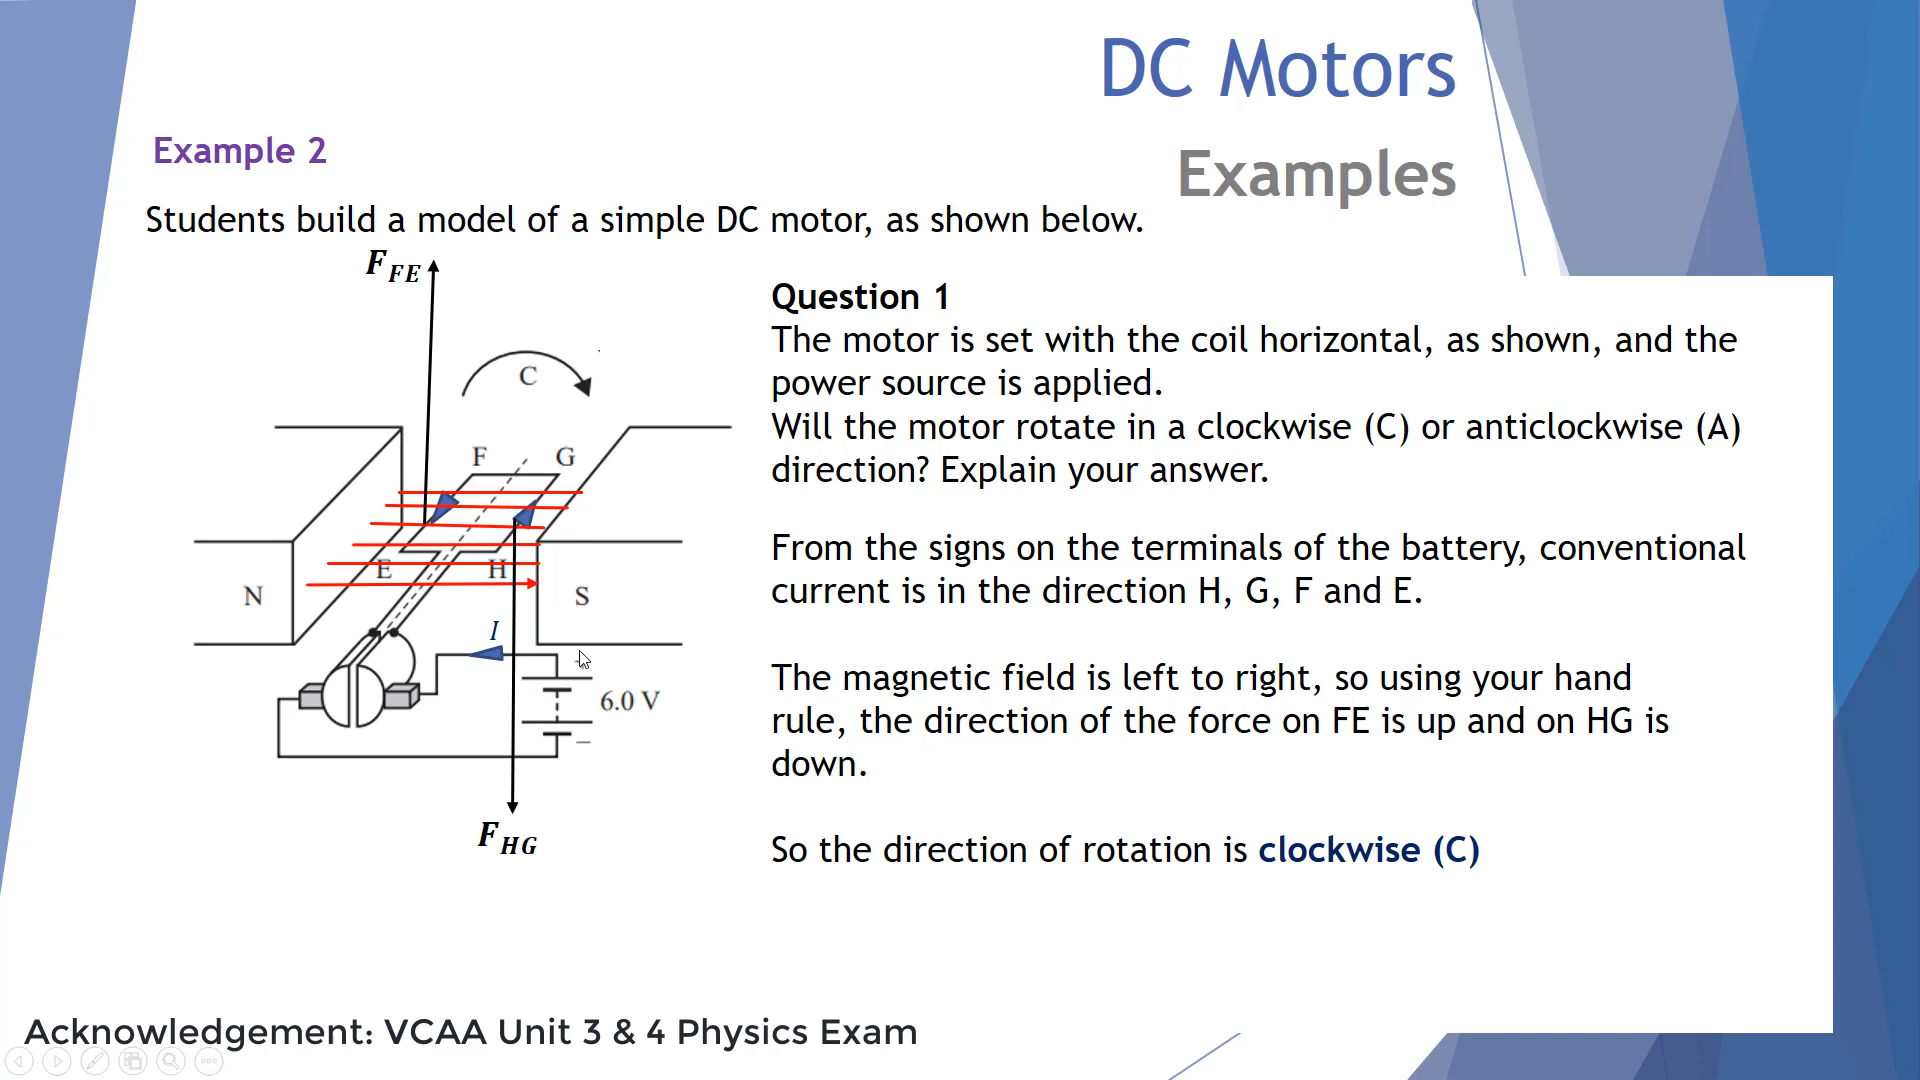 DC Motors
Examples
Example 2
Students build a model of a simple DC motor, as shown below.
F FE
C
F
G
E
H
N
S
I
6.0 V
−
F HG
Question 1
The motor is set with the coil horizontal, as shown, and the
power source is applied.
Will the motor rotate in a clockwise (C) or anticlockwise (A)
direction? Explain your answer.
From the signs on the terminals of the battery, conventional
current is in the direction H, G, F and E.
The magnetic field is left to right, so using your hand
rule, the direction of the force on FE is up and on HG is
down.
So the direction of rotation is clockwise (C)
Acknowledgement: VCAA Unit 3 & 4 Physics Exam